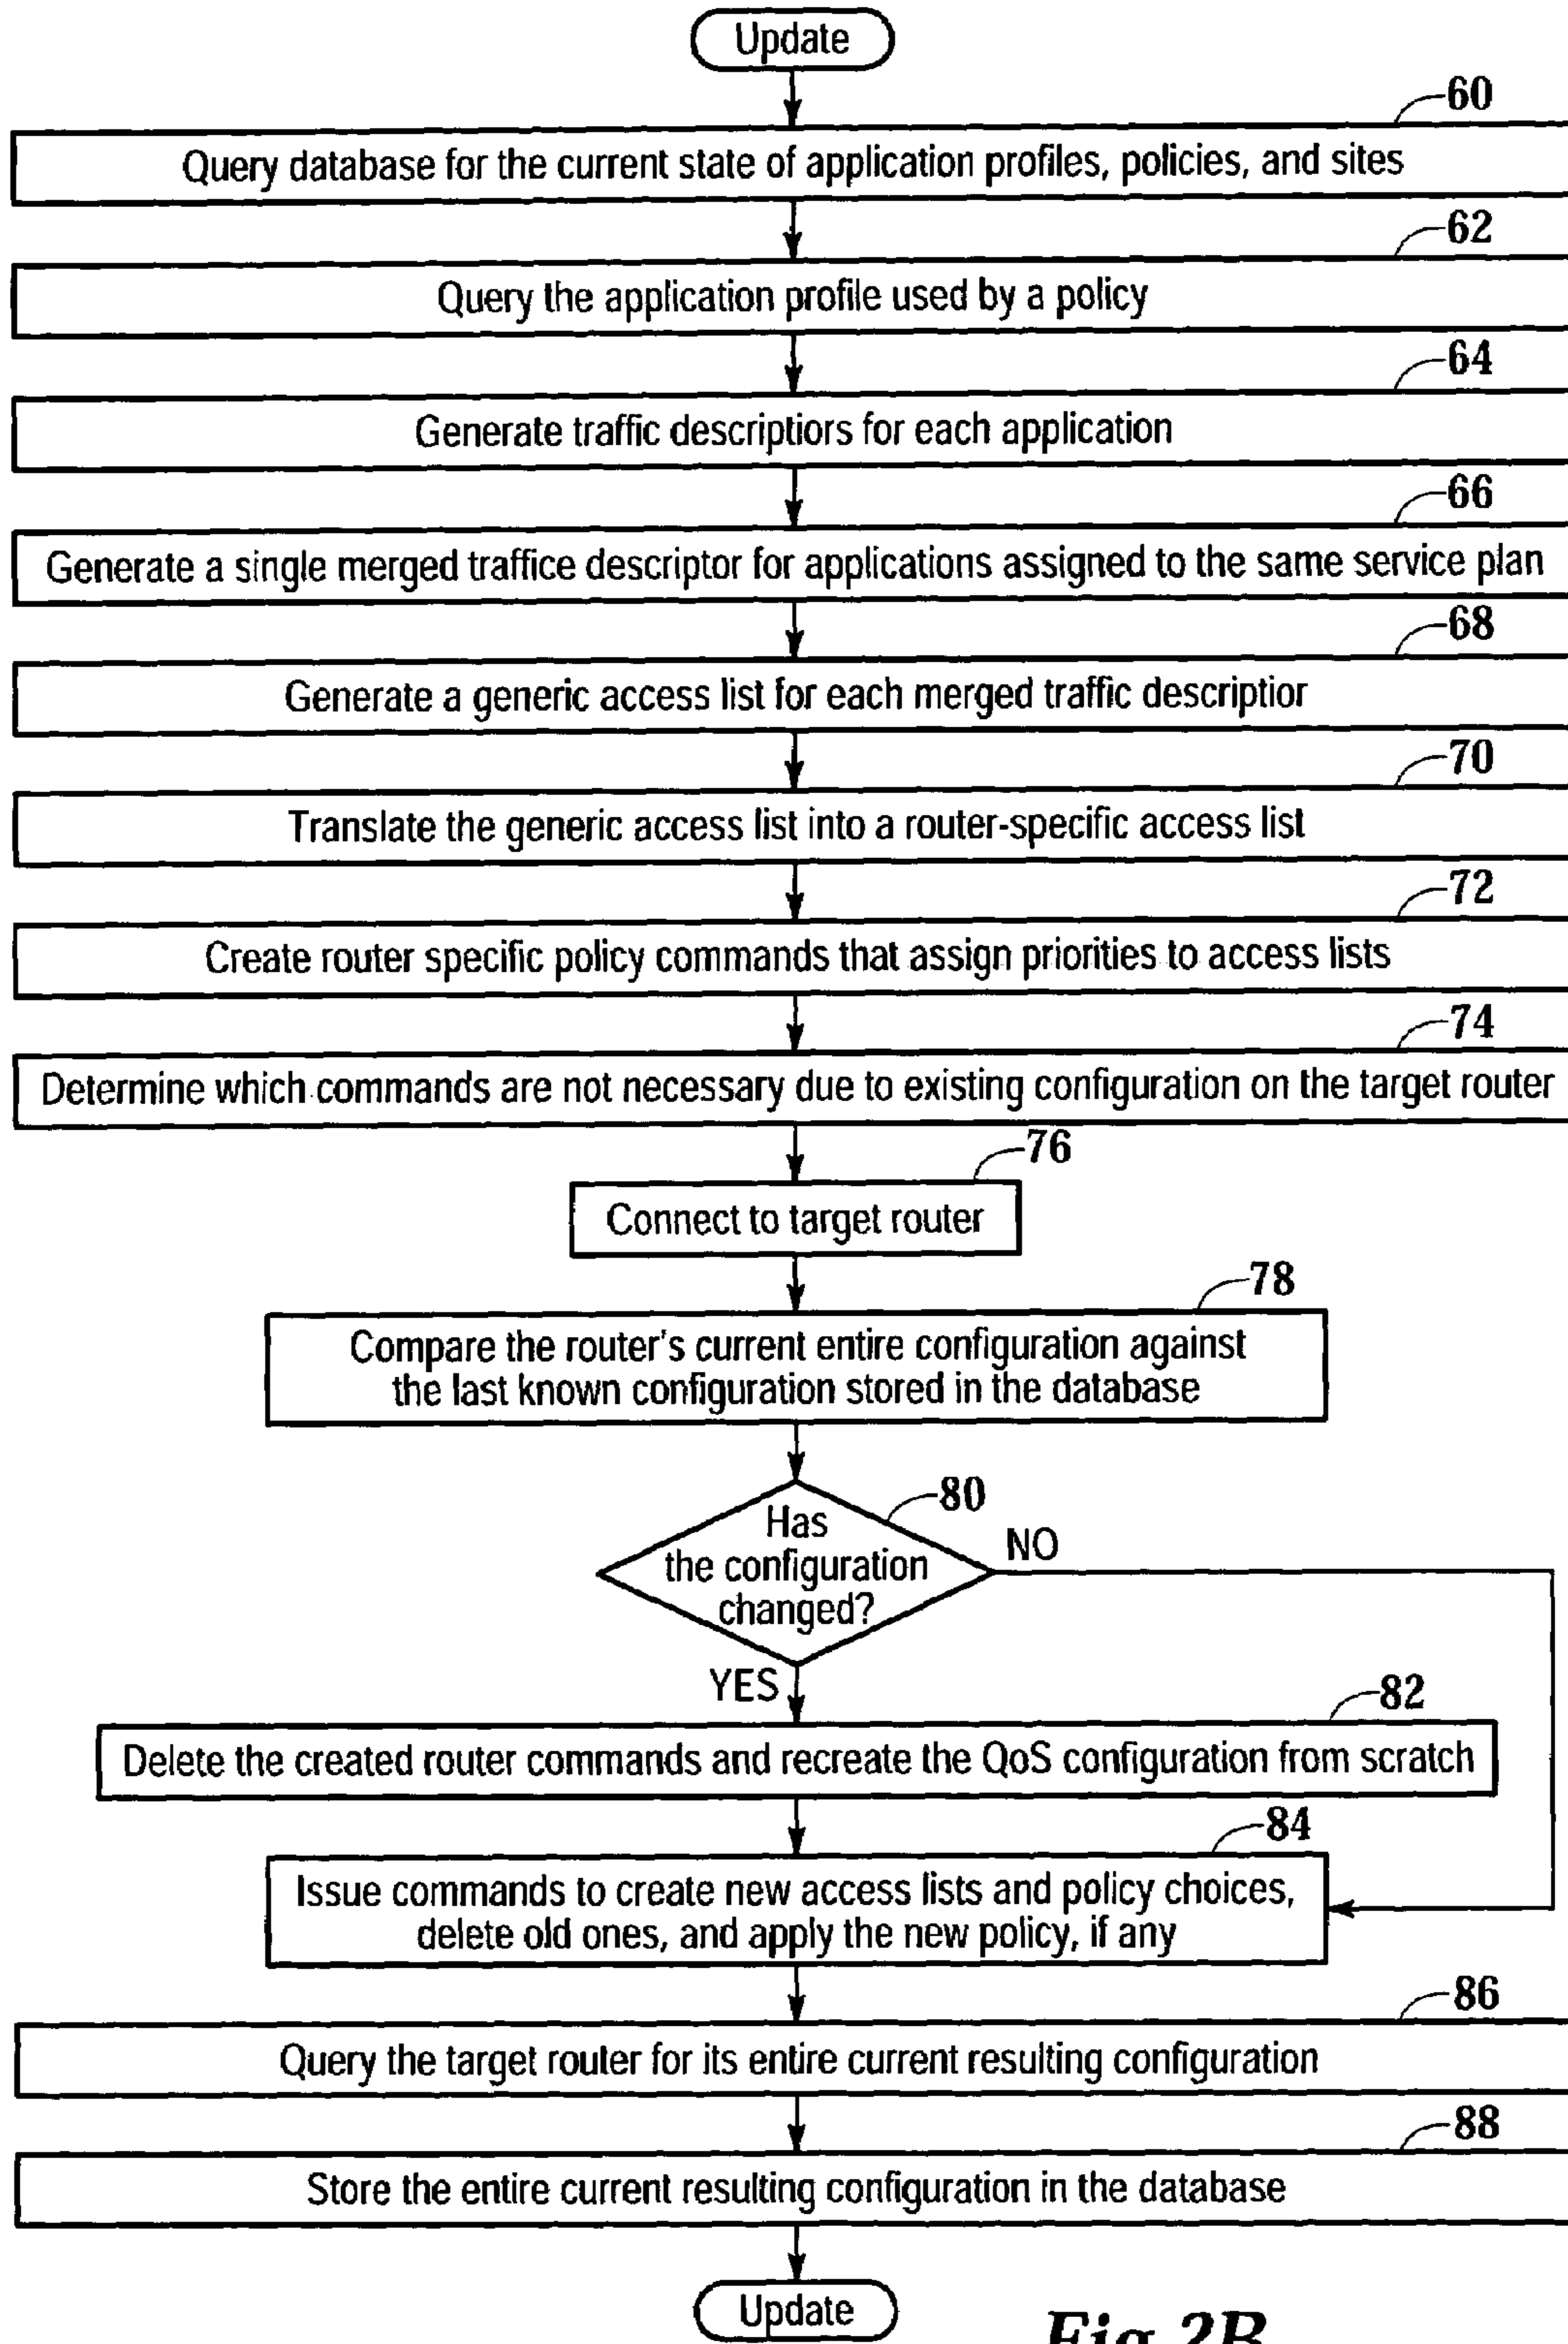 Update
60
Query database for the current state of application profiles, policies, and sites
62
Query the application profile used by a policy
64
Generate traffic descriptiors for each application
66
Generate a single merged traffice descriptor for applications assigned to the same service plan
68
Generate a generic access list for each merged traffic descriptior
70
Translate the generic access list into a router-specific access list
72
Create router specific policy commands that assign priorities to access lists
74
Determine which commands are not necessary due to existing configuration on the target router
76
Connect to target router
78
Compare the router's current entire configuration against
the last known configuration stored in the database
80
Has
the configuration
changed?
NO
YES
82
Delete the created router commands and recreate the QoS configuration from scratch
84
Issue commands to create new access lists and policy choices,
delete old ones, and apply the new policy, if any
86
Query the target router for its entire current resulting configuration
88
Store the entire current resulting configuration in the database
Update
Fig 2B